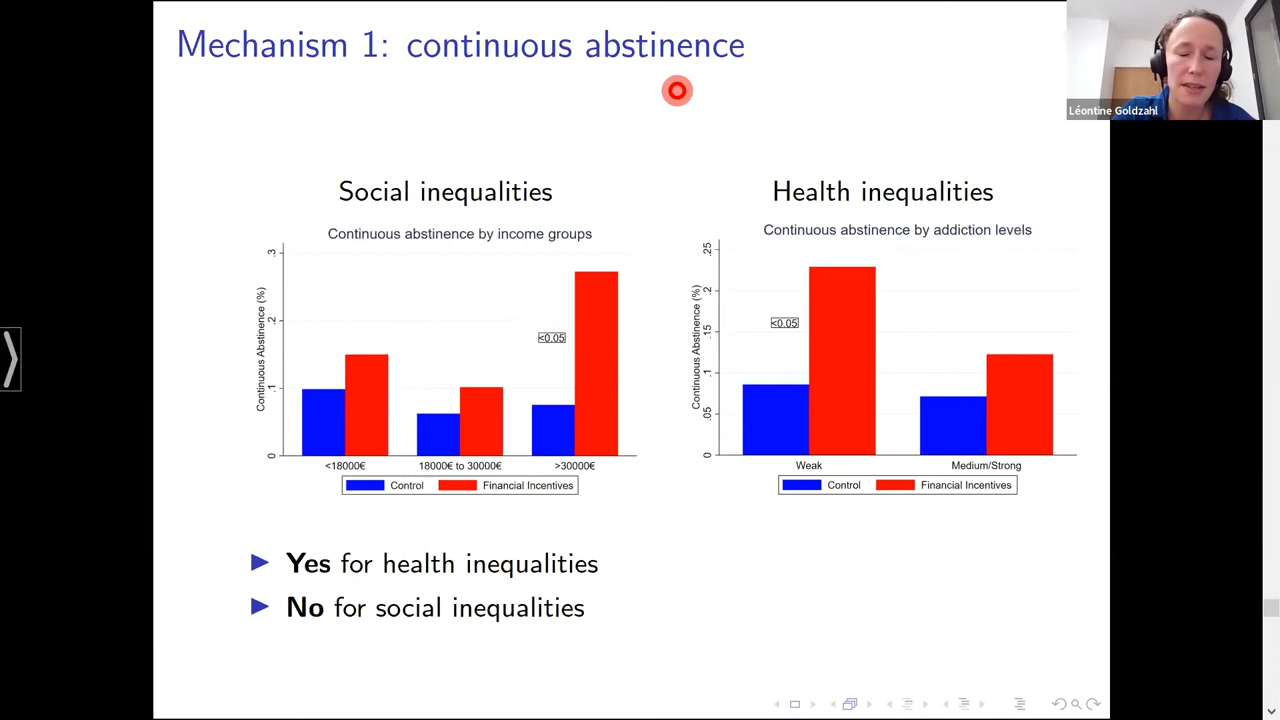 Mechanism 1: continuous abstinence
Léontine Goldzahl
Social inequalities
Continuous abstinence by income groups
Continuous Abstinence (%)
.3
.2
.1
0
<0.05
<18000€
18000€ to 30000€
>30000€
Control
Financial Incentives
Health inequalities
Continuous abstinence by addiction levels
Continuous Abstinence (%)
.25
.2
.15
.1
.05
0
<0.05
Weak
Medium/Strong
Control
Financial Incentives
Yes for health inequalities
No for social inequalities